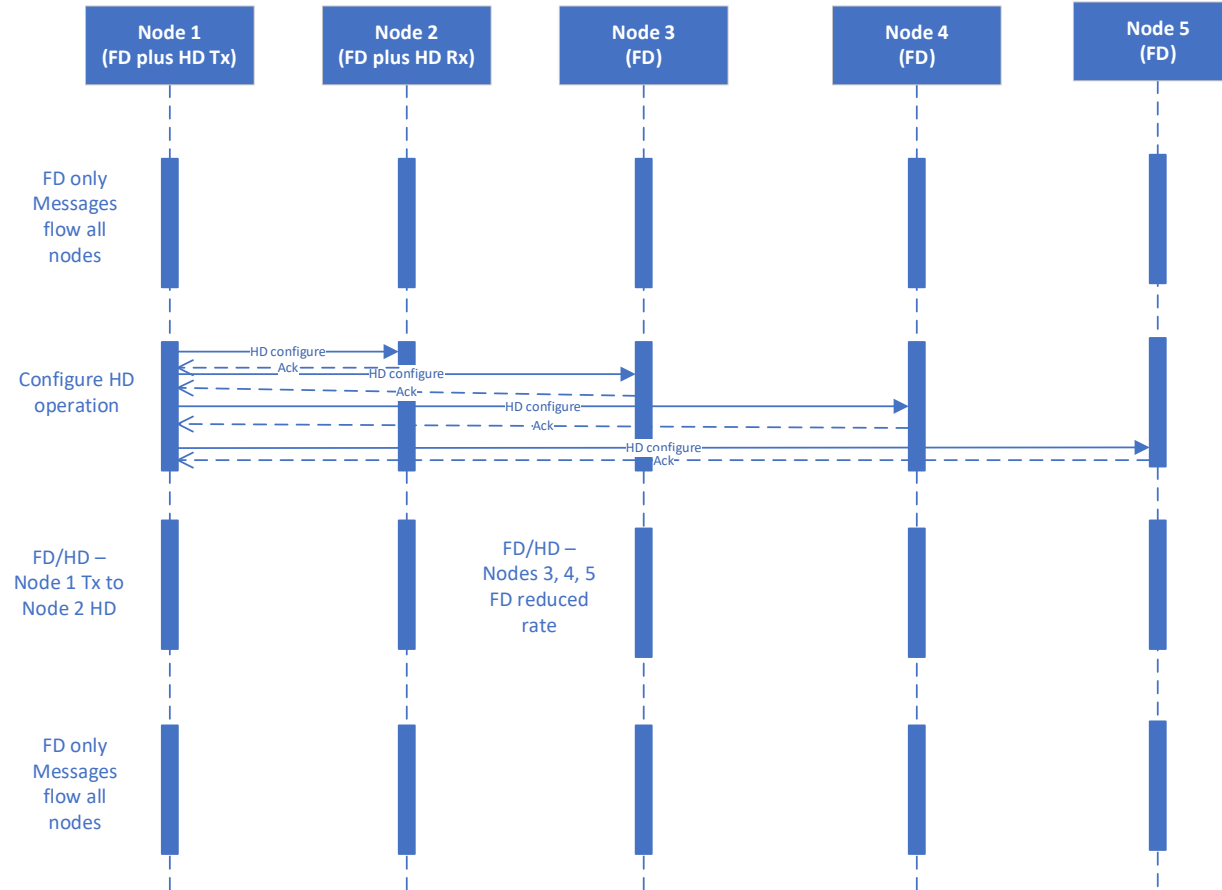 Node 1
(FD plus HD Tx)
Node 2
(FD plus HD Rx)
Node 3
(FD)
Node 4
(FD)
Node 5
(FD)
FD only
Messages
flow all
nodes
Configure HD
operation
HD configure
Ack
HD configure
Ack
HD configure
Ack
HD configure
Ack
FD/HD –
Node 1 Tx to
Node 2 HD
FD/HD –
Nodes 3, 4, 5
FD reduced
rate
FD only
Messages
flow all
nodes